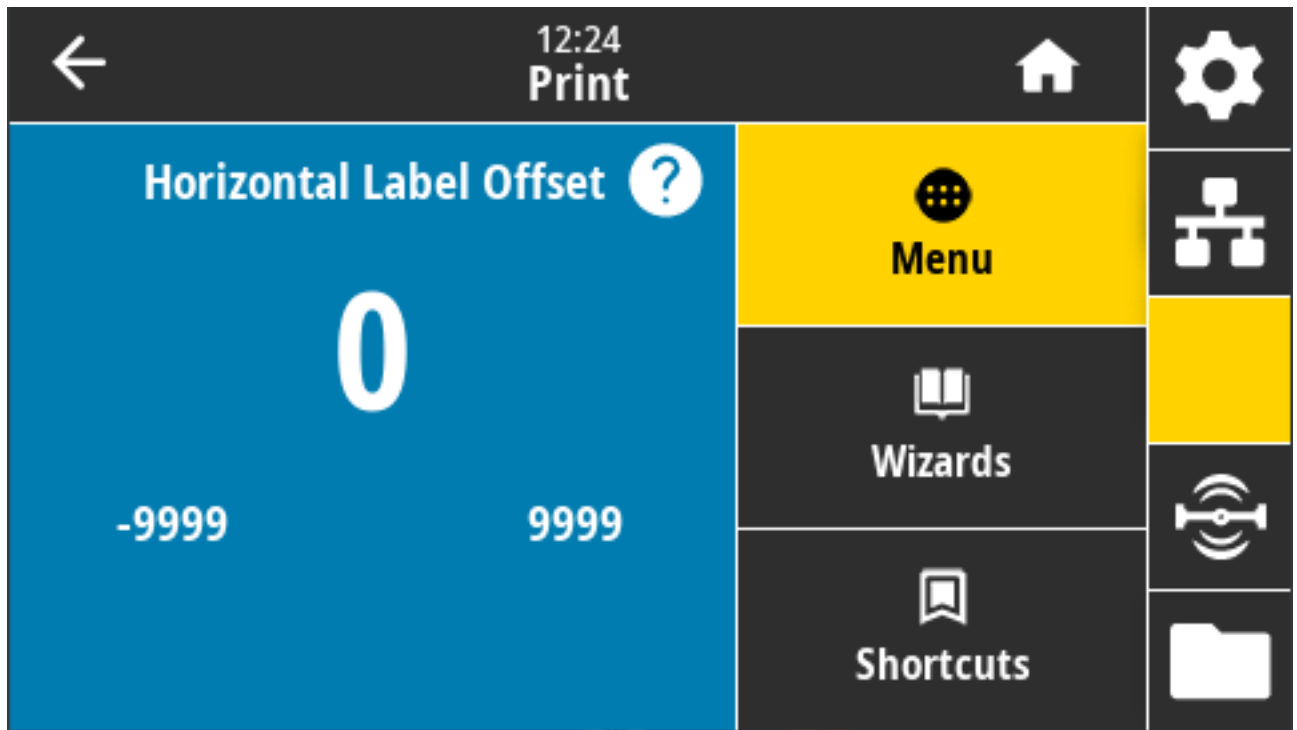 12:24
Print
Horizontal Label Offset ?
0
-9999 9999
Menu
Wizards
Shortcuts